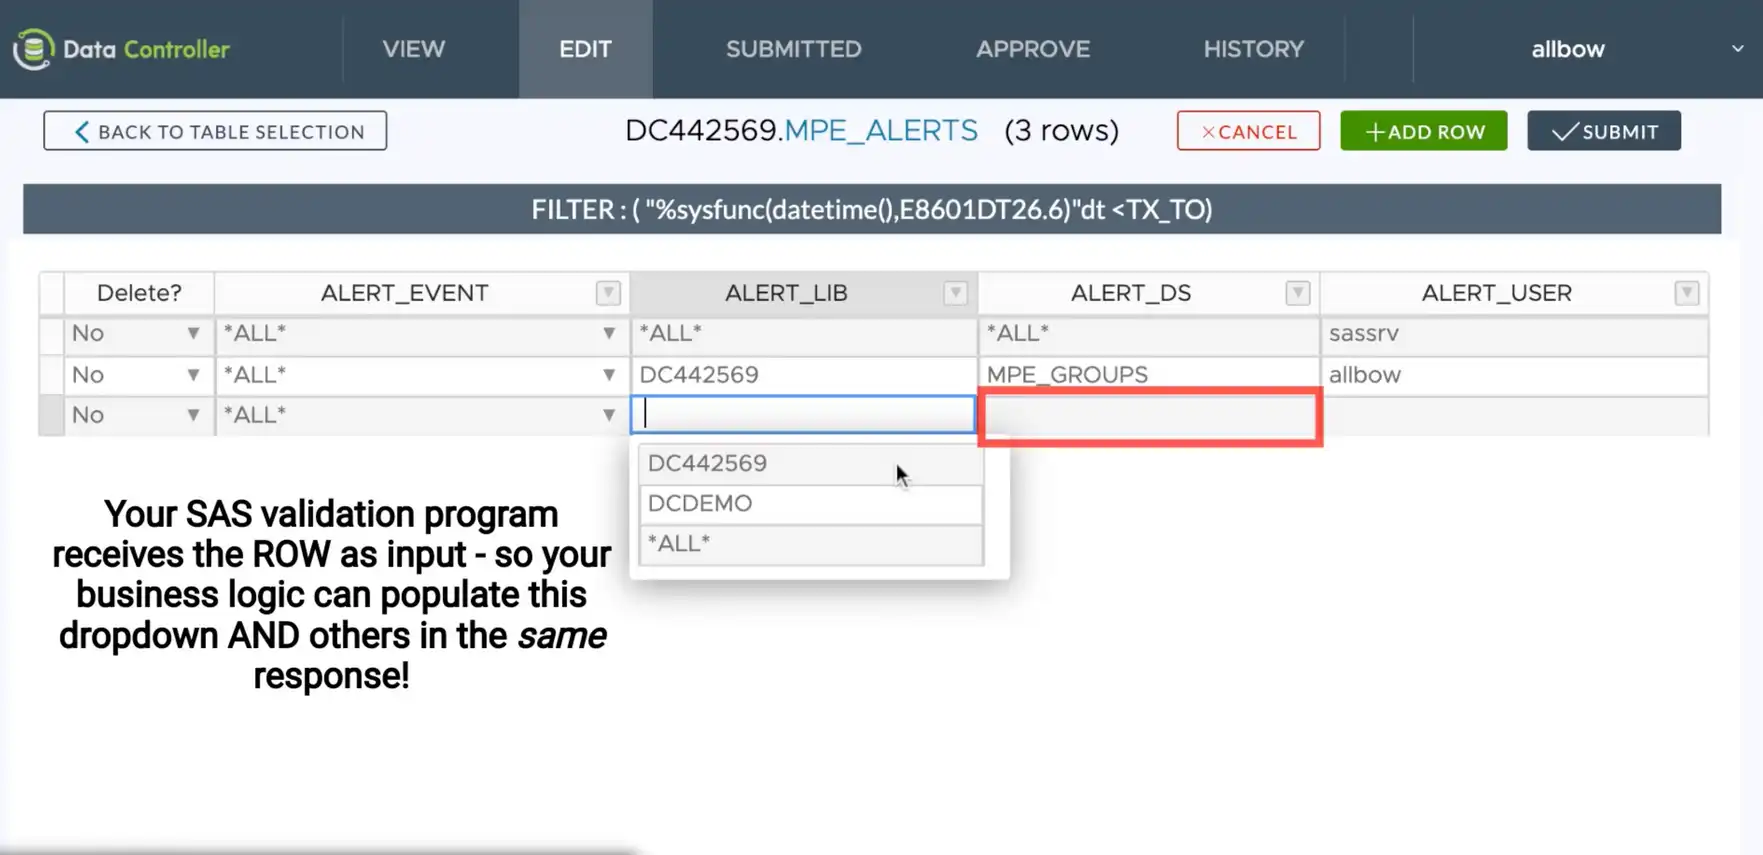 Data Controller
VIEW
EDIT
SUBMITTED
APPROVE
HISTORY
allbow
BACK TO TABLE SELECTION
DC442569.MPE_ALERTS (3 rows)
×CANCEL
+ADD ROW
SUBMIT
FILTER : ( "%sysfunc(datetime(),E8601DT26.6)"dt <TX_TO)
Delete? ALERT_EVENT ALERT_LIB ALERT_DS ALERT_USER
No *ALL* *ALL* *ALL* sassrv
No *ALL* DC442569 MPE_GROUPS allbow
No *ALL*
DC442569
DCDEMO
*ALL*
Your SAS validation program
receives the ROW as input - so your
business logic can populate this
dropdown AND others in the same
response!